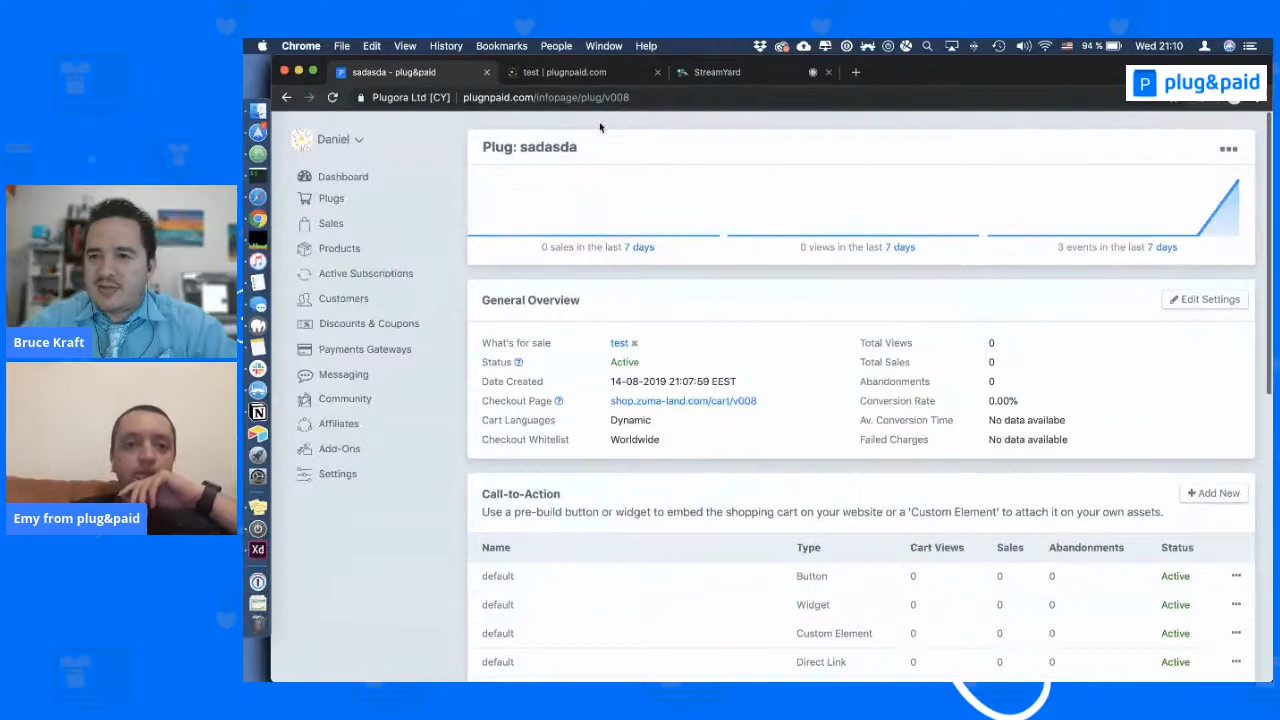 Chrome File Edit View History Bookmarks People Window Help 94 % Wed 21:10
sadasda - plug&paid
test | plugnpaid.com
StreamYard
plug&paid
Plugora Ltd [CY] plugnpaid.com/infopage/plug/v008
Daniel
Dashboard
Plugs
Sales
Products
Active Subscriptions
Customers
Discounts & Coupons
Payments Gateways
Messaging
Community
Affiliates
Add-Ons
Settings
Plug: sadasda
0 sales in the last 7 days
0 views in the last 7 days
3 events in the last 7 days
General Overview
Edit Settings
What's for sale test
Status Active
Date Created 14-08-2019 21:07:59 EEST
Checkout Page shop.zuma-land.com/cart/v008
Cart Languages Dynamic
Checkout Whitelist Worldwide
Total Views 0
Total Sales 0
Abandonments 0
Conversion Rate 0.00%
Av. Conversion Time No data availabe
Failed Charges No data available
Call-to-Action
Add New
Use a pre-build button or widget to embed the shopping cart on your website or a 'Custom Element' to attach it on your own assets.
Name Type Cart Views Sales Abandonments Status
default Button 0 0 0 Active
default Widget 0 0 0 Active
default Custom Element 0 0 0 Active
default Direct Link 0 0 0 Active
Bruce Kraft
Emy from plug&paid
Xd